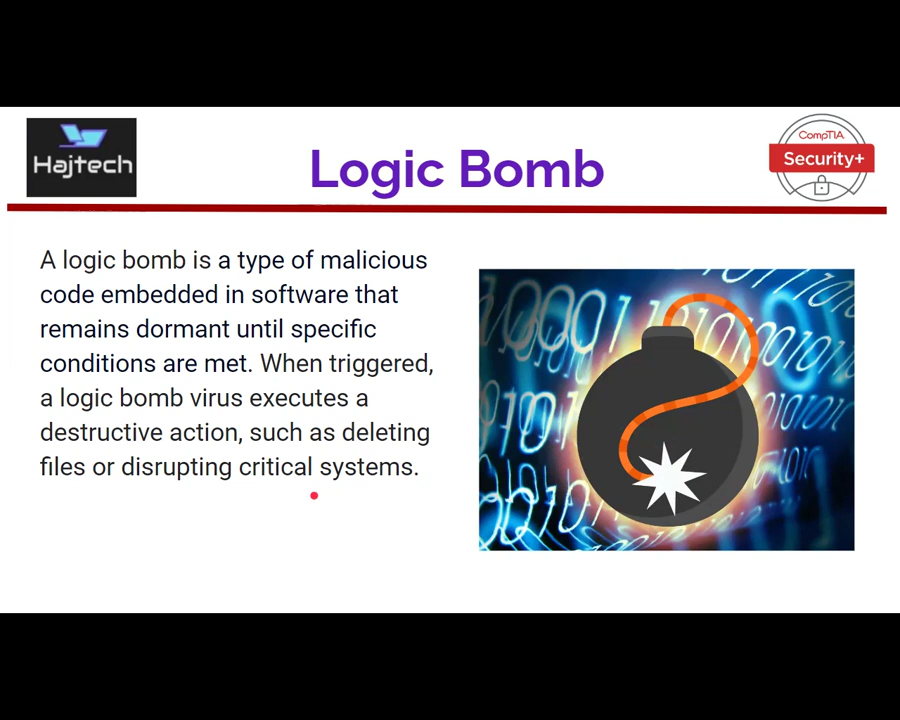 Hajtech
Logic Bomb
CompTIA
Security+
A logic bomb is a type of malicious
code embedded in software that
remains dormant until specific
conditions are met. When triggered,
a logic bomb virus executes a
destructive action, such as deleting
files or disrupting critical systems.